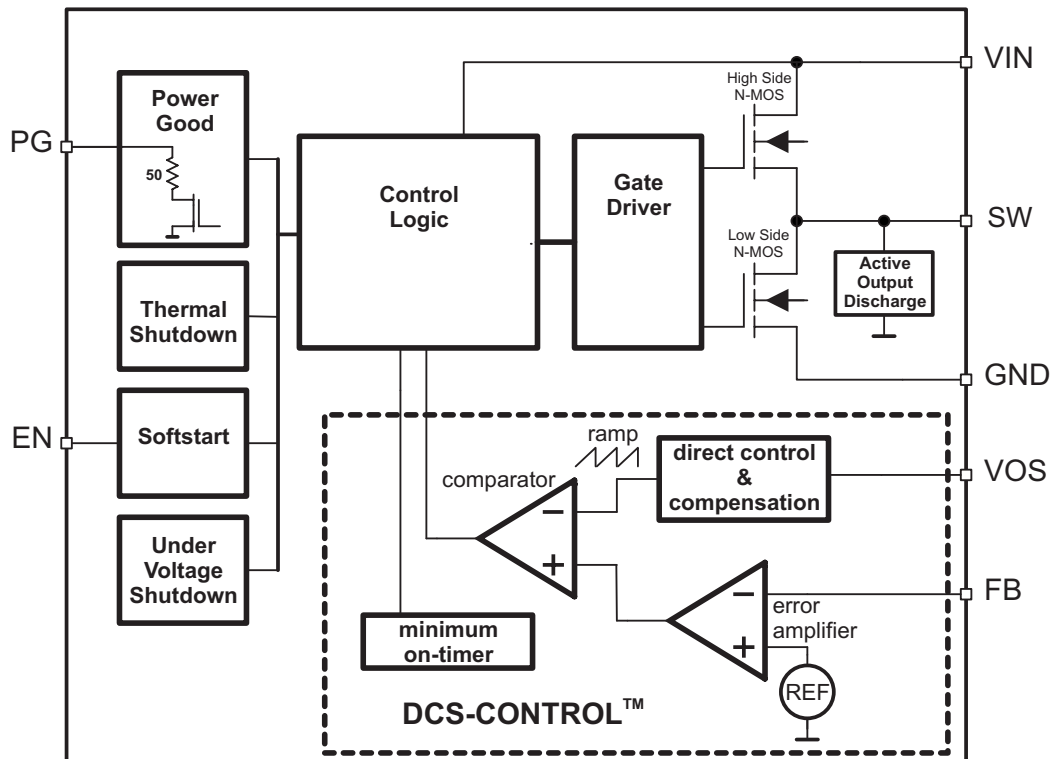 VIN
High Side
N-MOS
Power
Good
PG
50
Control
Logic
Gate
Driver
SW
Low Side
N-MOS
Active
Output
Discharge
Thermal
Shutdown
GND
EN
Softstart
ramp
direct control
&
compensation
VOS
comparator
−
+
Under
Voltage
Shutdown
FB
−
+
error
amplifier
minimum
on-timer
REF
DCS-CONTROL™